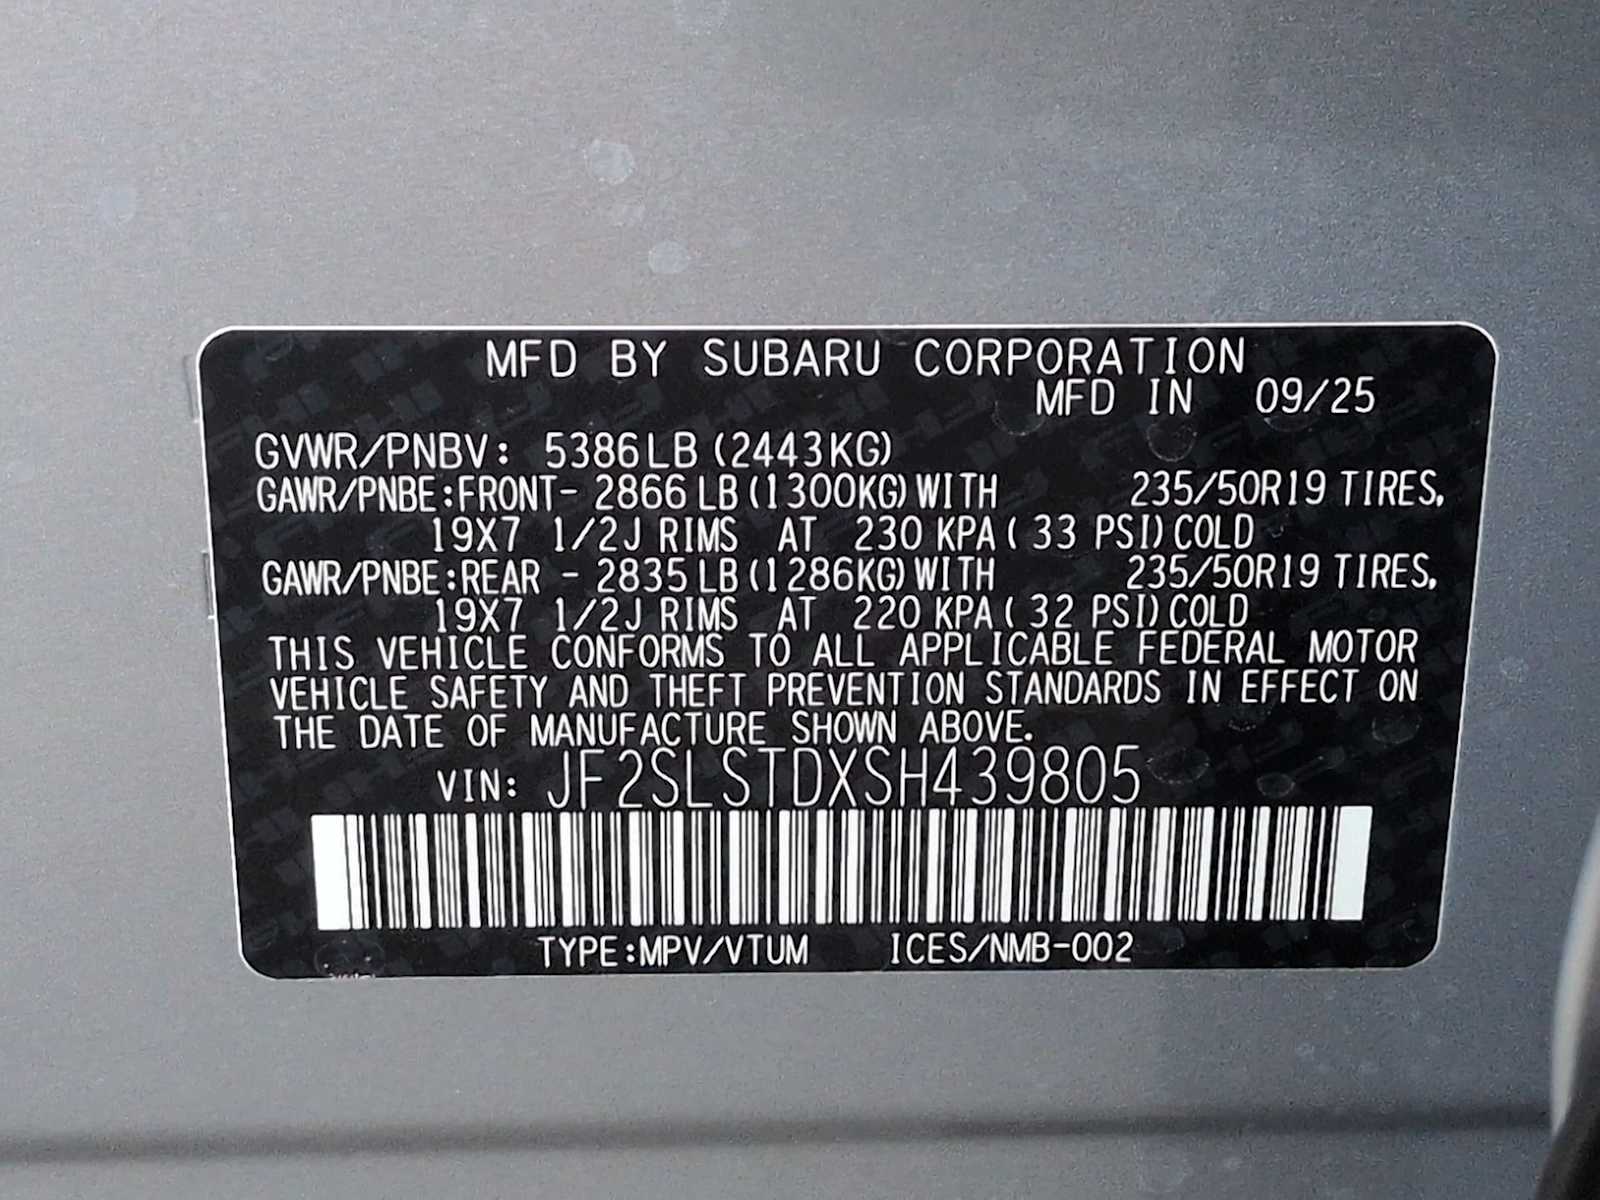 MFD BY SUBARU CORPORATION
MFD IN 09/25
GVWR/PNBV: 5386LB (2443KG)
GAWR/PNBE:FRONT- 2866 LB (1300KG) WITH 235/50R19 TIRES,
19X7 1/2J RIMS AT 230 KPA ( 33 PSI) COLD
GAWR/PNBE:REAR - 2835 LB (1286KG) WITH 235/50R19 TIRES,
19X7 1/2J RIMS AT 220 KPA ( 32 PSI) COLD
THIS VEHICLE CONFORMS TO ALL APPLICABLE FEDERAL MOTOR
VEHICLE SAFETY AND THEFT PREVENTION STANDARDS IN EFFECT ON
THE DATE OF MANUFACTURE SHOWN ABOVE.
VIN: JF2SLSTDXSH439805
TYPE:MPV/VTUM ICES/NMB-002